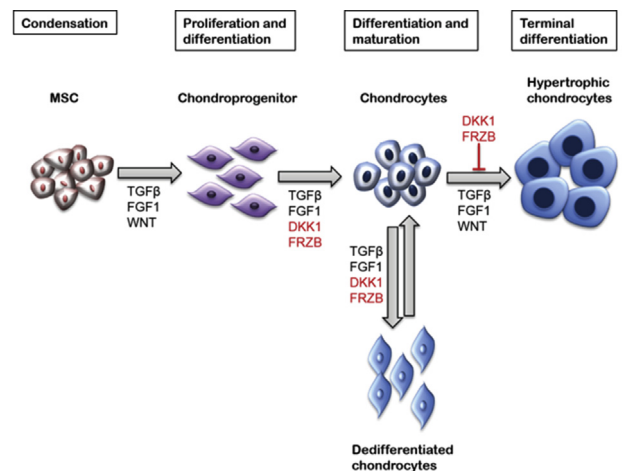 Condensation
Proliferation and
differentiation
Differentiation and
maturation
Terminal
differentiation
MSC
Chondroprogenitor
Chondrocytes
Hypertrophic
chondrocytes
DKK1
FRZB
TGFβ
FGF1
WNT
TGFβ
FGF1
DKK1
FRZB
TGFβ
FGF1
WNT
TGFβ
FGF1
DKK1
FRZB
Dedifferentiated
chondrocytes